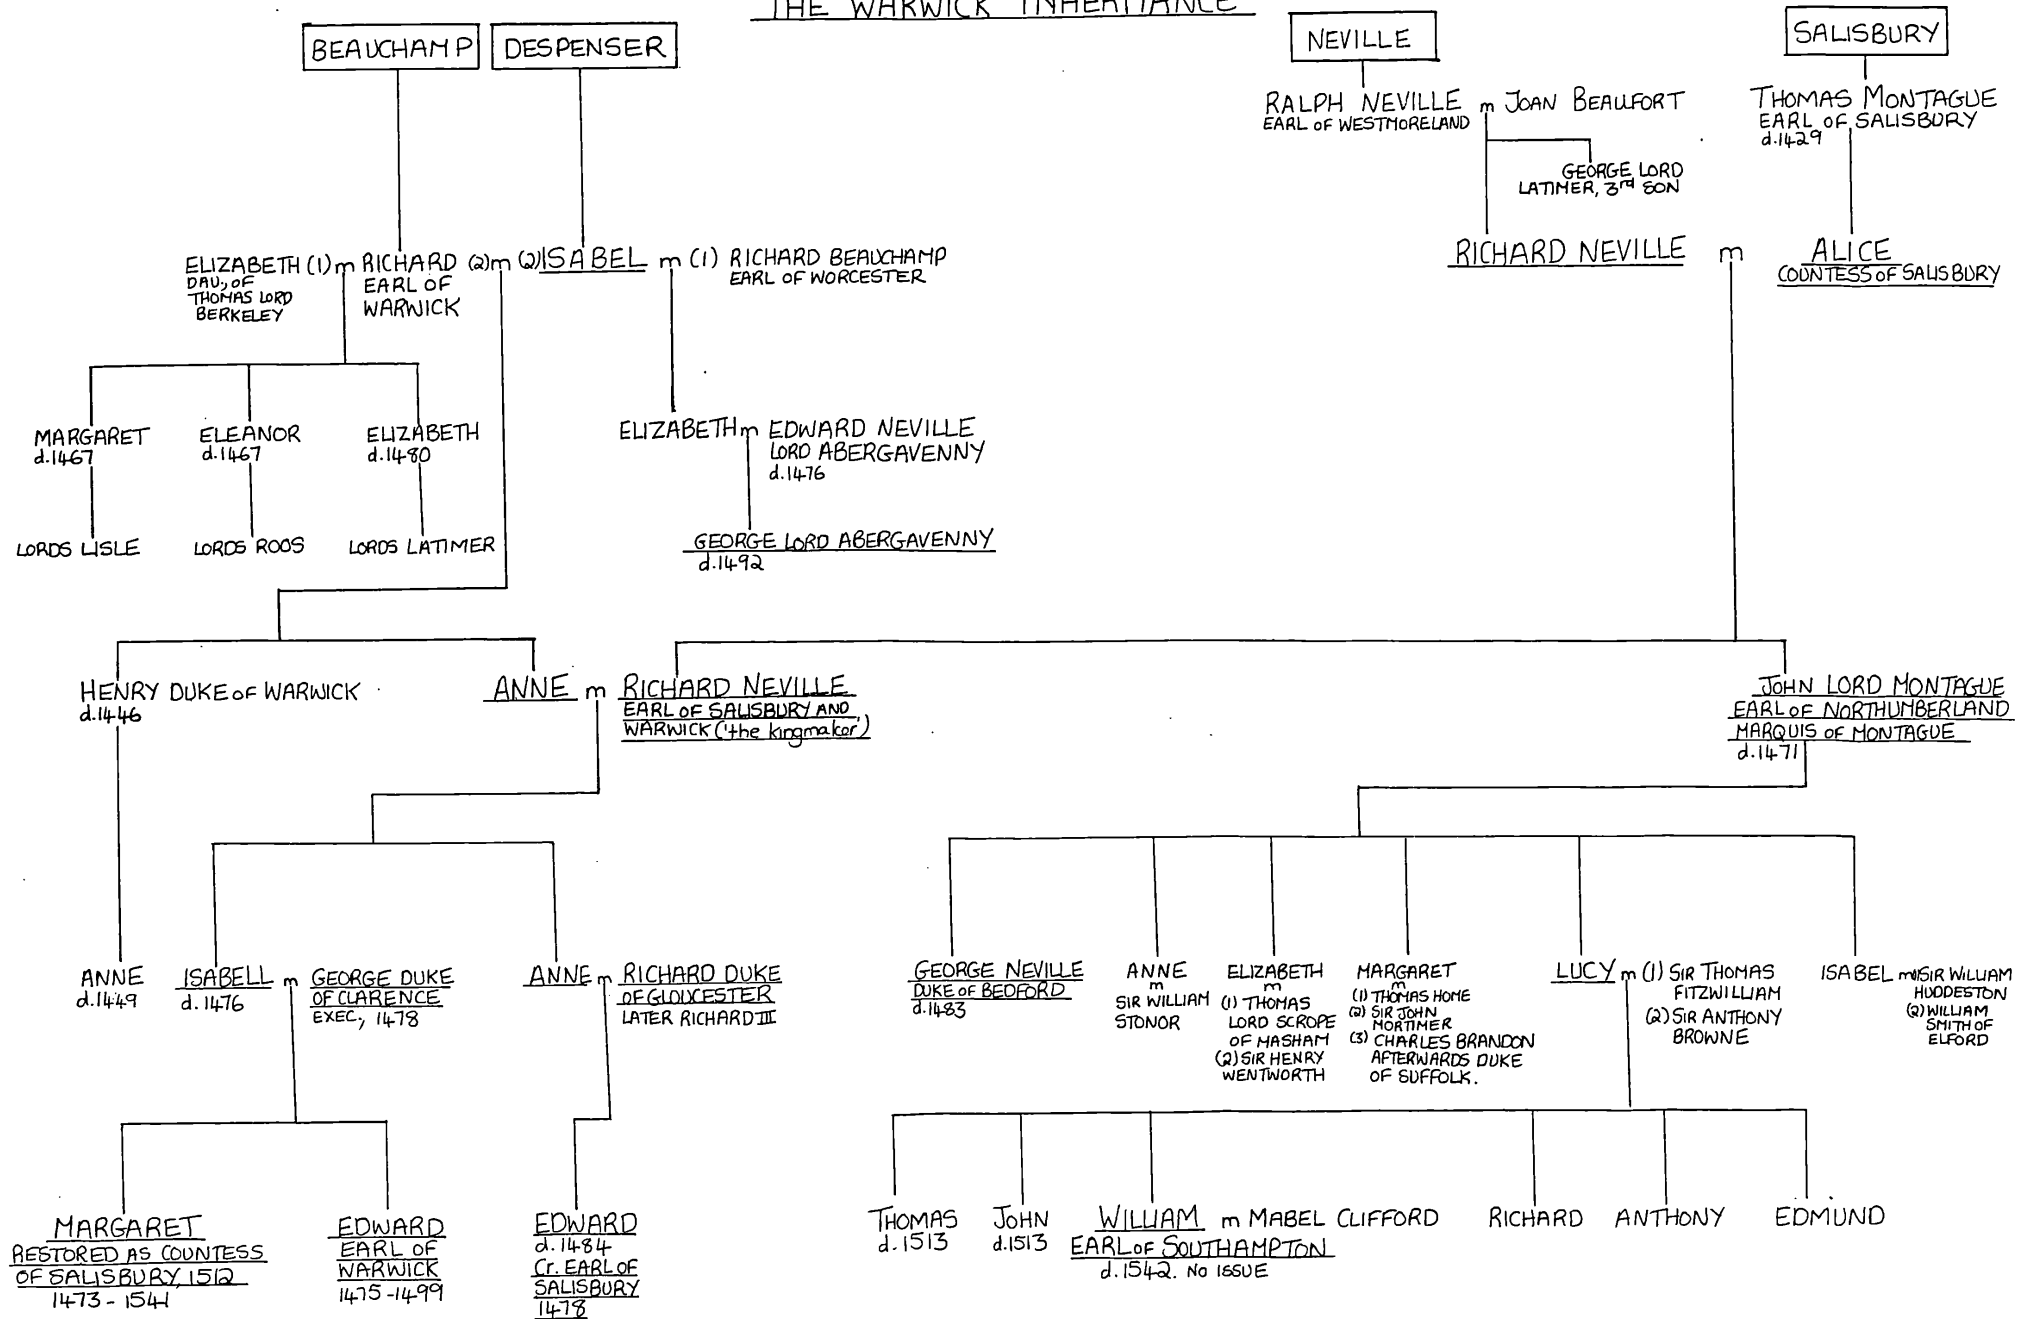 THE WARWICK INHERITANCE
BEAUCHAMP
DESPENSER
NEVILLE
SALISBURY
RALPH NEVILLE m JOAN BEAUFORT
EARL OF WESTMORELAND
THOMAS MONTAGUE
EARL OF SALISBURY
d.1429
GEORGE LORD
LATIMER, 3rd SON
ELIZABETH (1) m RICHARD (2) m (2) ISABEL m (1) RICHARD BEAUCHAMP
DAU., OF
THOMAS LORD
BERKELEY
EARL OF
WARWICK
EARL OF WORCESTER
RICHARD NEVILLE m ALICE
COUNTESS OF SALISBURY
MARGARET
d.1467
ELEANOR
d.1467
ELIZABETH
d.1480
ELIZABETH m EDWARD NEVILLE
LORD ABERGAVENNY
d.1476
LORDS LISLE
LORDS ROOS
LORDS LATIMER
GEORGE LORD ABERGAVENNY
d.1492
HENRY DUKE OF WARWICK
d.1446
ANNE m RICHARD NEVILLE
EARL OF SALISBURY AND
WARWICK ('the kingmaker')
JOHN LORD MONTAGUE
EARL OF NORTHUMBERLAND
MARQUIS OF MONTAGUE
d.1471
ANNE
d.1449
ISABELL m GEORGE DUKE
d.1476
OF CLARENCE
EXEC., 1478
ANNE m RICHARD DUKE
OF GLOUCESTER
LATER RICHARD III
GEORGE NEVILLE
DUKE OF BEDFORD
d.1483
ANNE
m
SIR WILLIAM
STONOR
ELIZABETH
m
(1) THOMAS
LORD SCROPE
OF MASHAM
(2) SIR HENRY
WENTWORTH
MARGARET
m
(1) THOMAS HOME
(2) SIR JOHN
MORTIMER
(3) CHARLES BRANDON
AFTERWARDS DUKE
OF SUFFOLK.
LUCY m (1) SIR THOMAS
FITZWILLIAM
(2) SIR ANTHONY
BROWNE
ISABEL m(1) SIR WILLIAM
HUDDESTON
(2) WILLIAM
SMITH OF
ELFORD
MARGARET
RESTORED AS COUNTESS
OF SALISBURY, 1512
1473 - 1541
EDWARD
EARL OF
WARWICK
1475 - 1499
EDWARD
d.1484
Cr. EARL OF
SALISBURY
1478
THOMAS
d.1513
JOHN
d.1513
WILLIAM m MABEL CLIFFORD
EARL OF SOUTHAMPTON
d.1542. NO ISSUE
RICHARD
ANTHONY
EDMUND